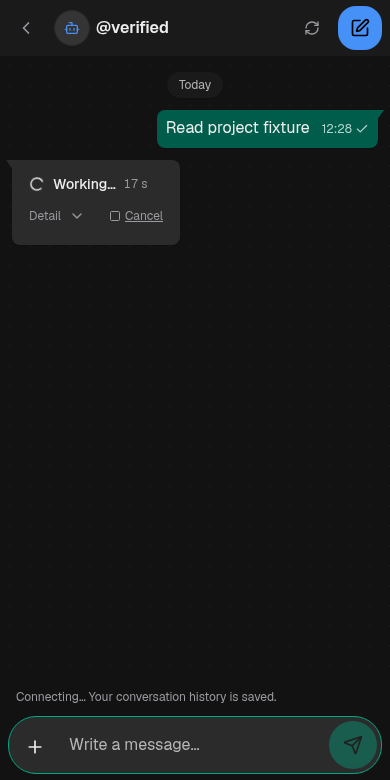 @verified
Today
Read project fixture 12:28
Working... 17 s
Detail Cancel
Connecting... Your conversation history is saved.
Write a message...